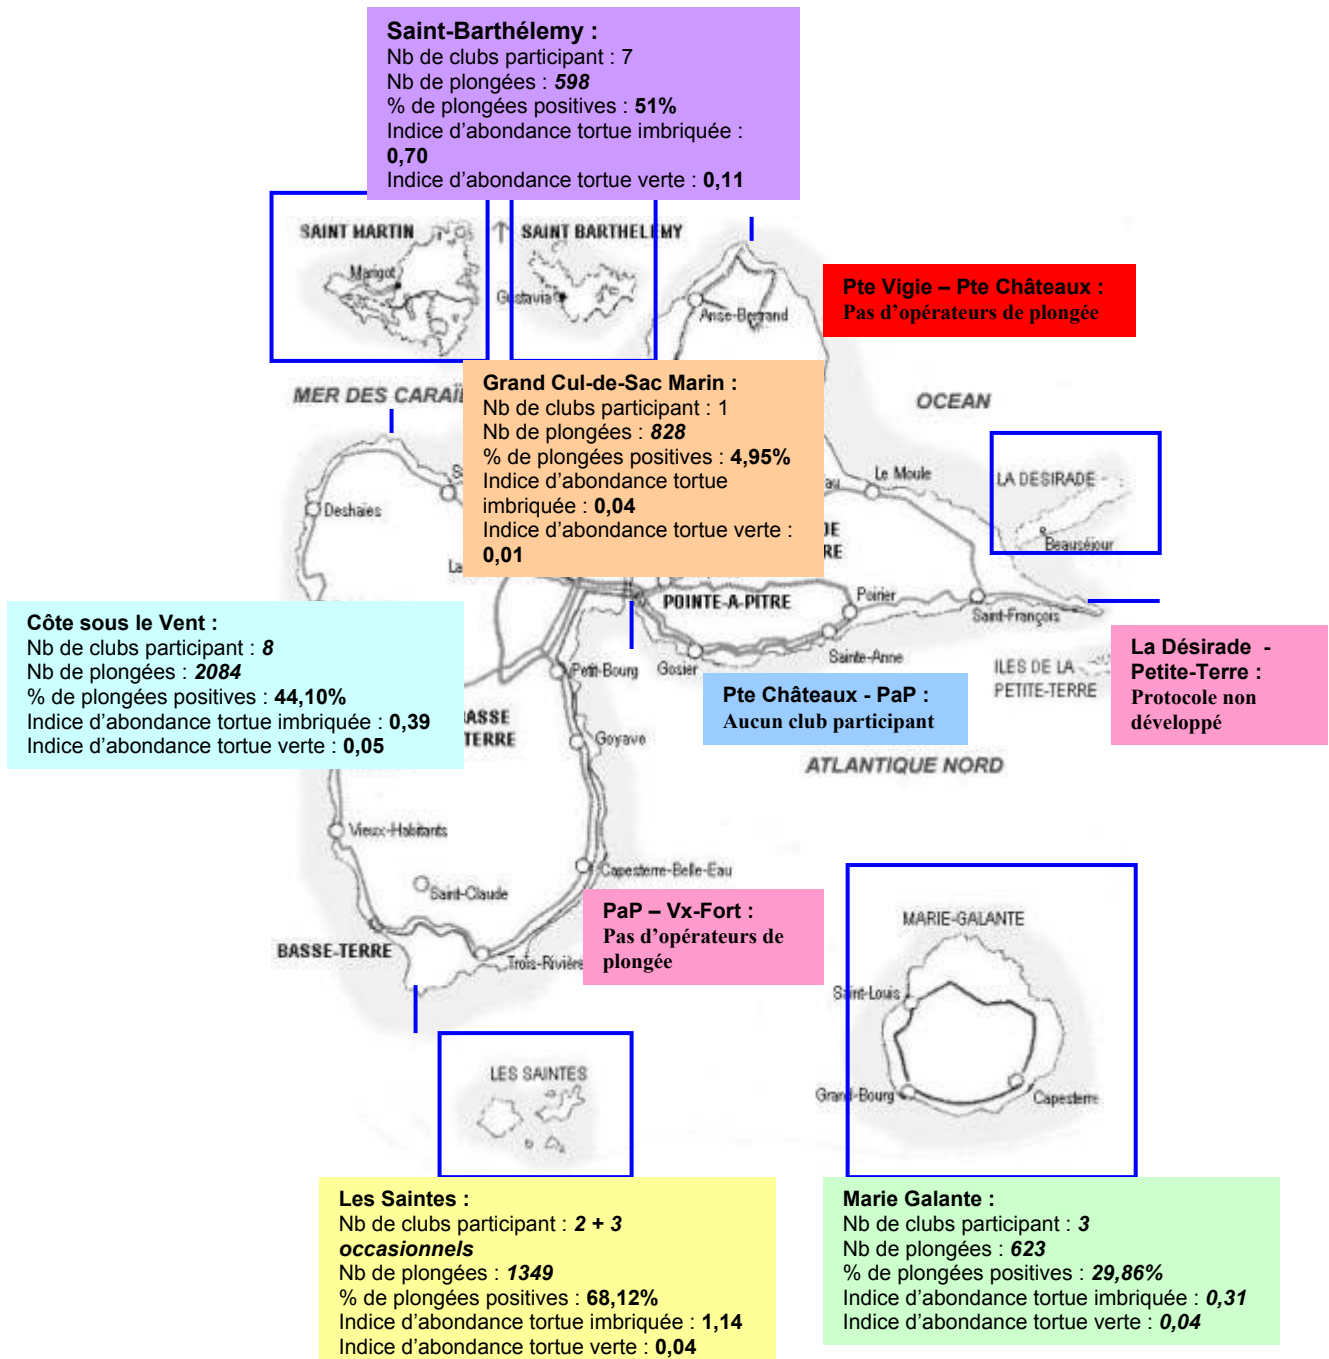 Saint-Barthélemy :
Nb de clubs participant : 7
Nb de plongées : 598
% de plongées positives : 51%
Indice d'abondance tortue imbriquée :
0,70
Indice d'abondance tortue verte : 0,11
SAINT MARTIN
SAINT BARTHELEMY
Marigot
Gustavia
Anse-Bertrand
Pte Vigie – Pte Châteaux :
Pas d'opérateurs de plongée
MER DES CARAÏ
OCEAN
Grand Cul-de-Sac Marin :
Nb de clubs participant : 1
Nb de plongées : 828
% de plongées positives : 4,95%
Indice d'abondance tortue
imbriquée : 0,04
Indice d'abondance tortue verte :
0,01
Deshaies
Le Moule
LA DESIRADE
Beauséjour
POINTE-A-PITRE
Poirier
Saint-François
Sainte-Anne
Gosier
Petit-Bourg
ILES DE LA
PETITE-TERRE
Côte sous le Vent :
Nb de clubs participant : 8
Nb de plongées : 2084
% de plongées positives : 44,10%
Indice d'abondance tortue imbriquée : 0,39
Indice d'abondance tortue verte : 0,05
La Désirade -
Petite-Terre :
Protocole non
développé
Pte Châteaux - PaP :
Aucun club participant
ASSE
TERRE
Goyave
ATLANTIQUE NORD
Vieux-Habitants
Saint-Claude
Capesterre-Belle-Eau
BASSE-TERRE
Trois-Rivière
PaP – Vx-Fort :
Pas d'opérateurs de
plongée
MARIE-GALANTE
Saint-Louis
Grand-Bourg
Capesterre
LES SAINTES
Les Saintes :
Nb de clubs participant : 2 + 3
occasionnels
Nb de plongées : 1349
% de plongées positives : 68,12%
Indice d'abondance tortue imbriquée : 1,14
Indice d'abondance tortue verte : 0,04
Marie Galante :
Nb de clubs participant : 3
Nb de plongées : 623
% de plongées positives : 29,86%
Indice d'abondance tortue imbriquée : 0,31
Indice d'abondance tortue verte : 0,04